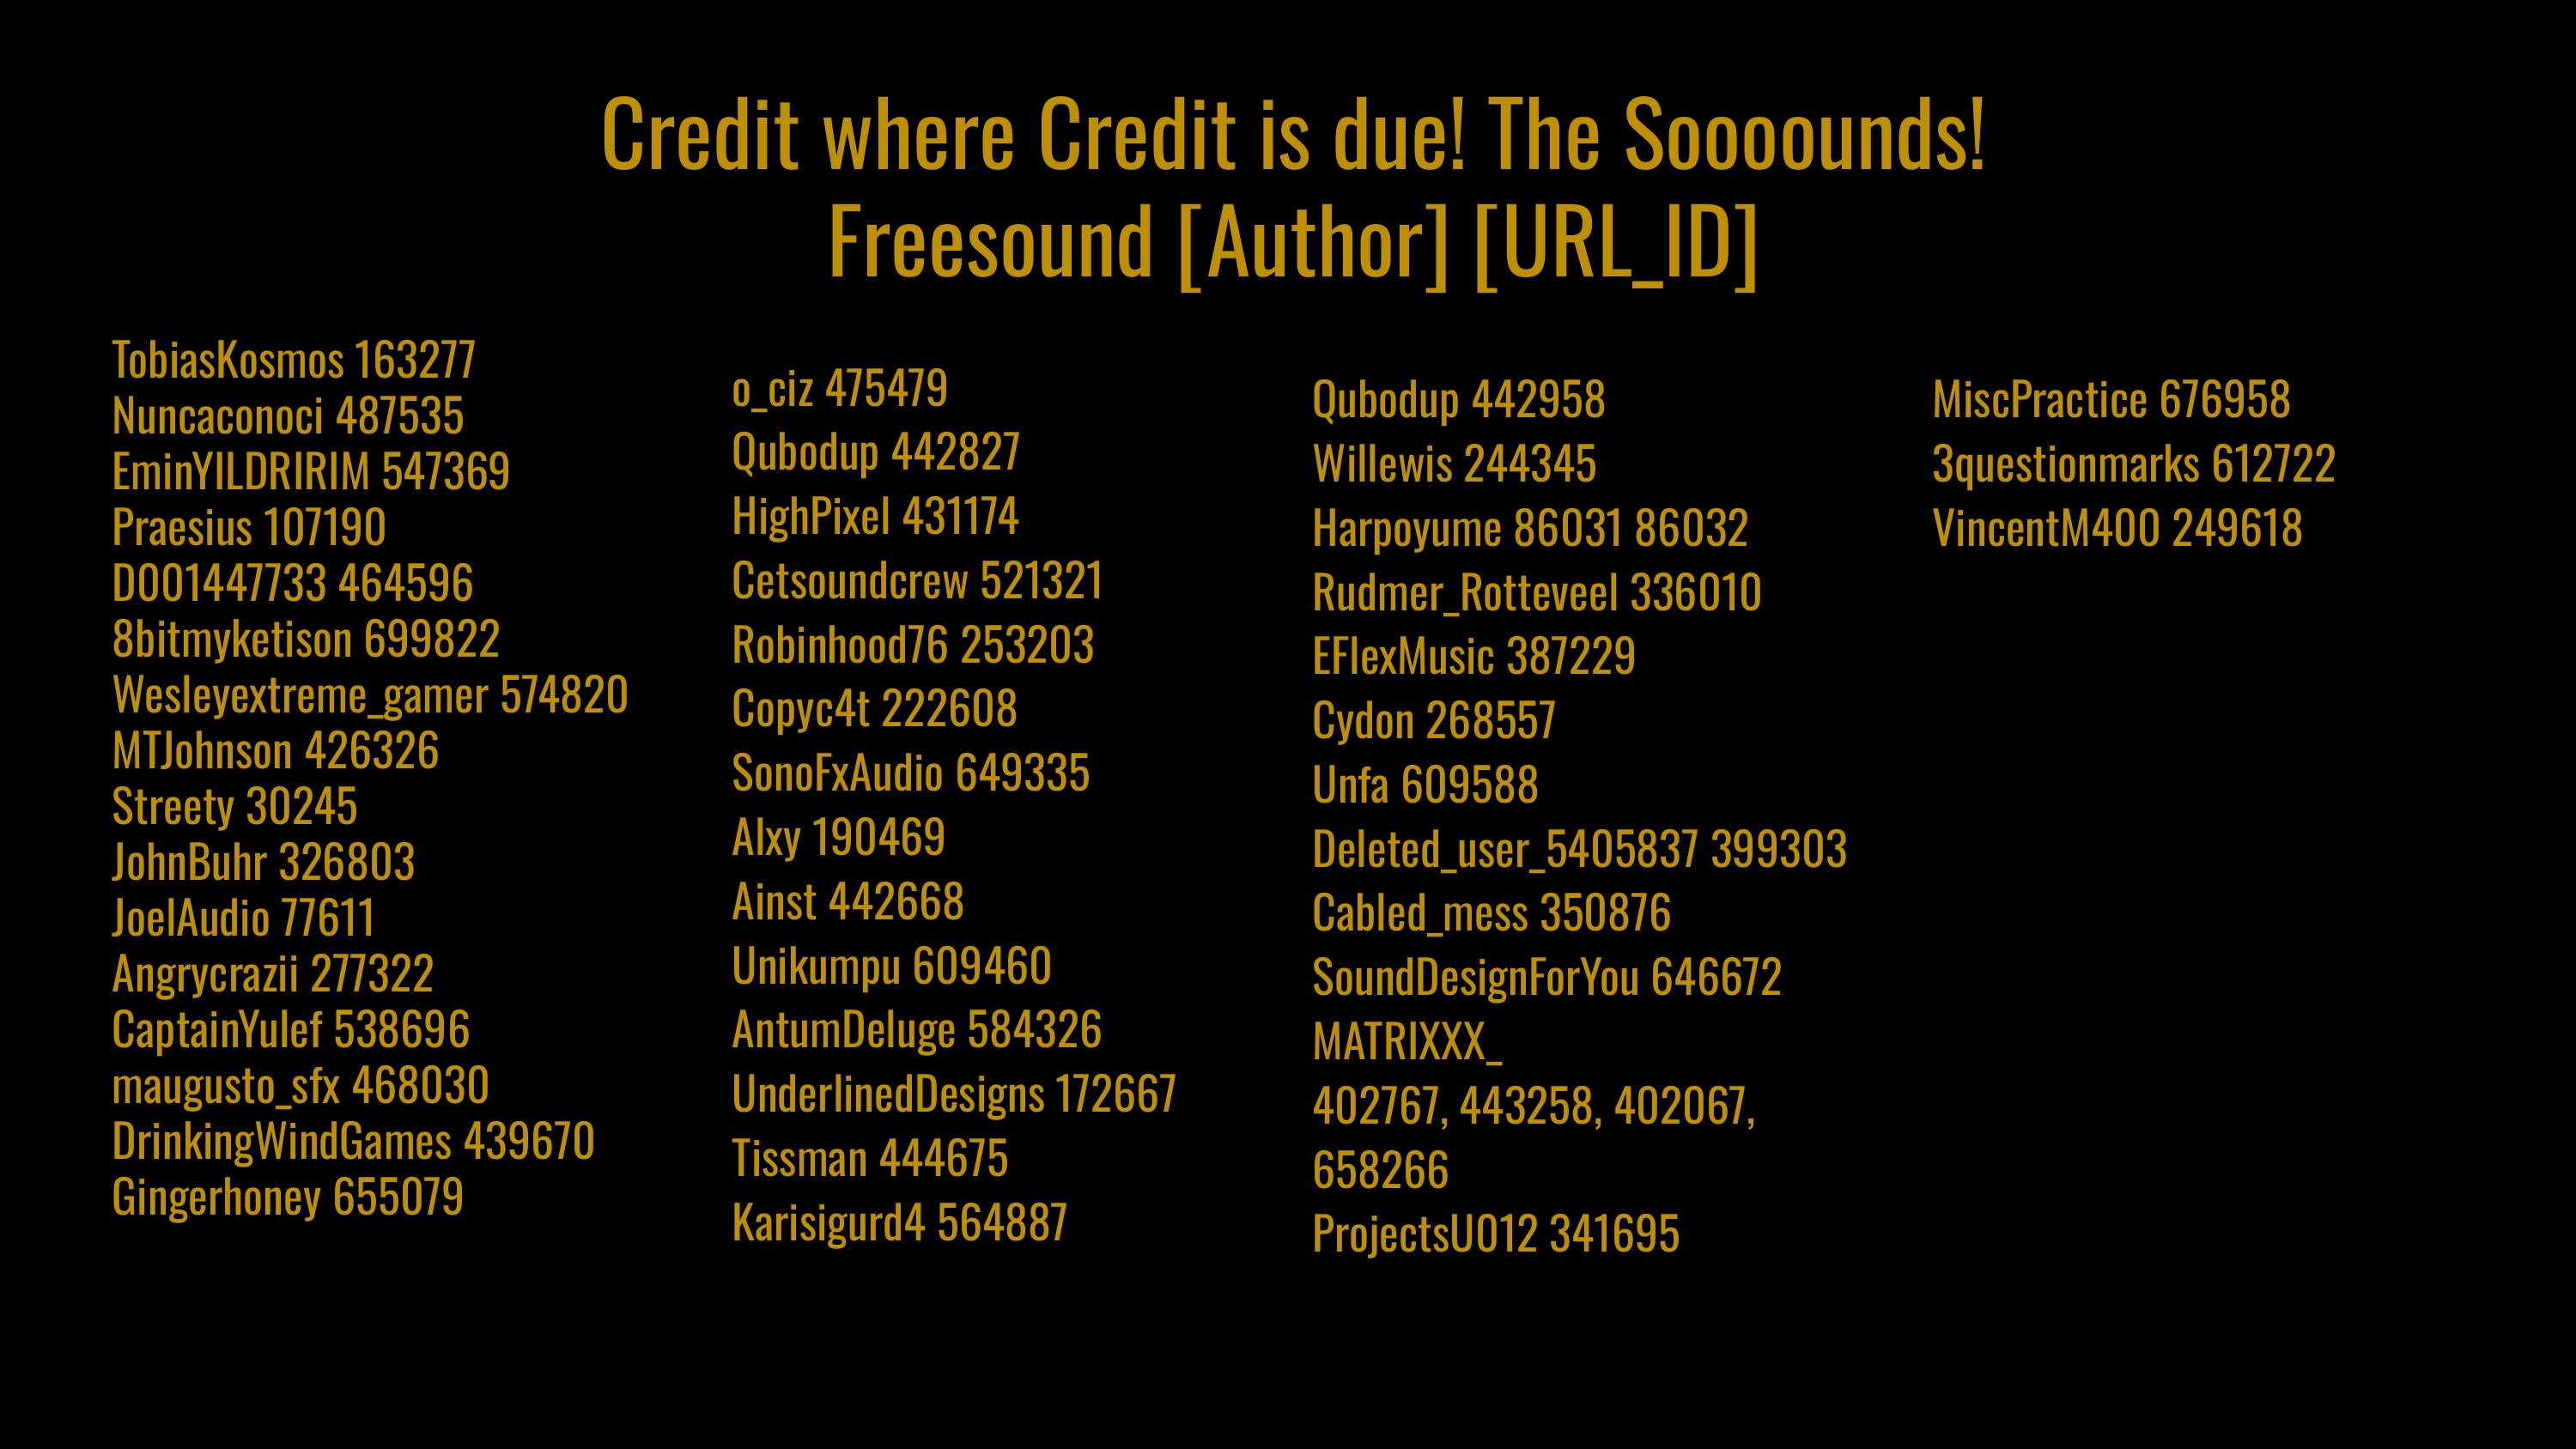 Credit where Credit is due! The Soooounds!
Freesound [Author] [URL_ID]
TobiasKosmos 163277
Nuncaconoci 487535
EminYILDRIRIM 547369
Praesius 107190
D001447733 464596
8bitmyketison 699822
Wesleyextreme_gamer 574820
MTJohnson 426326
Streety 30245
JohnBuhr 326803
JoelAudio 77611
Angrycrazii 277322
CaptainYulef 538696
maugusto_sfx 468030
DrinkingWindGames 439670
Gingerhoney 655079
o_ciz 475479
Qubodup 442827
HighPixel 431174
Cetsoundcrew 521321
Robinhood76 253203
Copyc4t 222608
SonoFxAudio 649335
Alxy 190469
Ainst 442668
Unikumpu 609460
AntumDeluge 584326
UnderlinedDesigns 172667
Tissman 444675
Karisigurd4 564887
Qubodup 442958
Willewis 244345
Harpoyume 86031 86032
Rudmer_Rotteveel 336010
EFlexMusic 387229
Cydon 268557
Unfa 609588
Deleted_user_5405837 399303
Cabled_mess 350876
SoundDesignForYou 646672
MATRIXXX_
402767, 443258, 402067,
658266
ProjectsU012 341695
MiscPractice 676958
3questionmarks 612722
VincentM400 249618